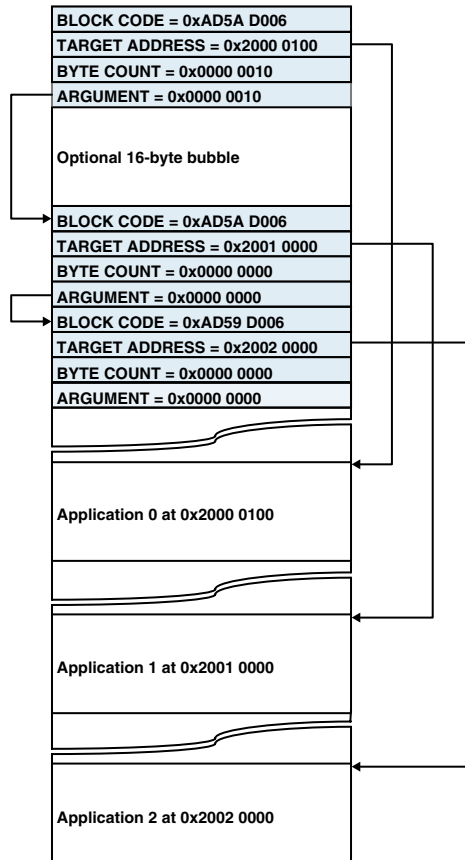 BLOCK CODE = 0xAD5A D006
TARGET ADDRESS = 0x2000 0100
BYTE COUNT = 0x0000 0010
ARGUMENT = 0x0000 0010
Optional 16-byte bubble
BLOCK CODE = 0xAD5A D006
TARGET ADDRESS = 0x2001 0000
BYTE COUNT = 0x0000 0000
ARGUMENT = 0x0000 0000
BLOCK CODE = 0xAD59 D006
TARGET ADDRESS = 0x2002 0000
BYTE COUNT = 0x0000 0000
ARGUMENT = 0x0000 0000
Application 0 at 0x2000 0100
Application 1 at 0x2001 0000
Application 2 at 0x2002 0000